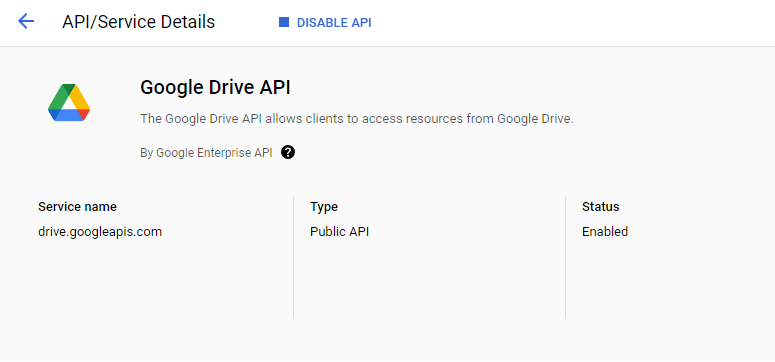 API/Service Details
DISABLE API
Google Drive API
The Google Drive API allows clients to access resources from Google Drive.
By Google Enterprise API ?
Service name
drive.googleapis.com
Type
Public API
Status
Enabled